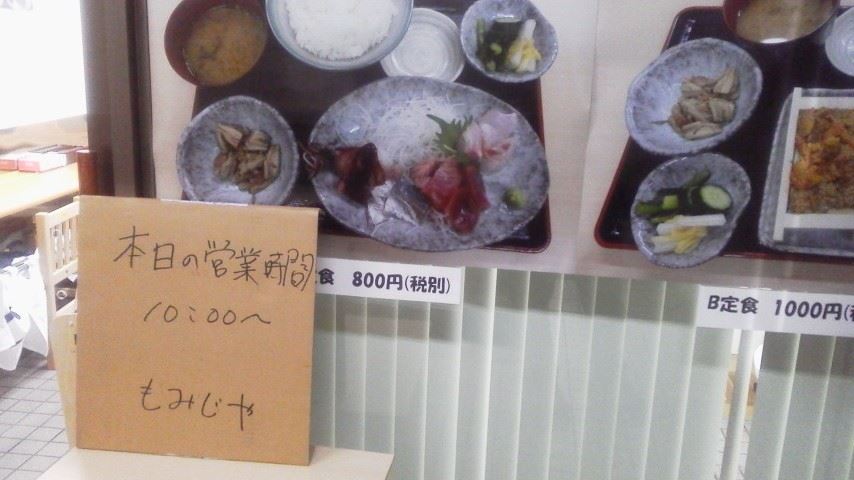 本日の営業時間
10:00~
もみじや
食 800円(税別)
B定食 1000円(税